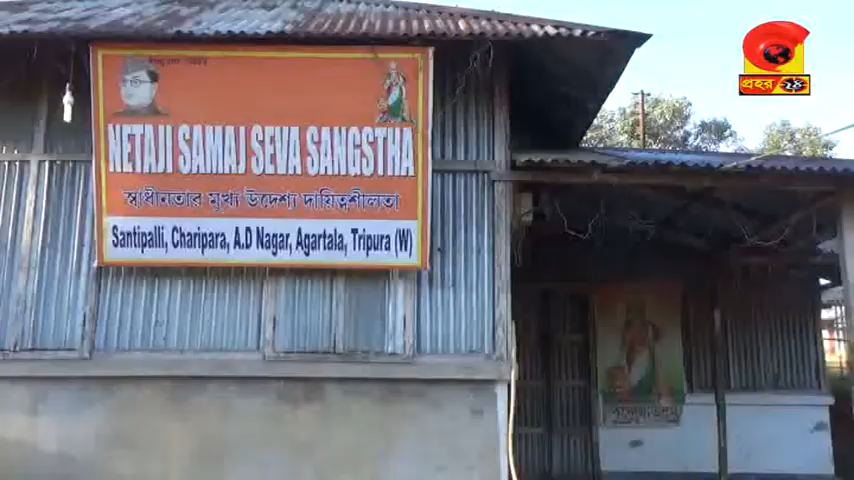 NETAJI SAMAJ SEVA SANGSTHA
স্বাধীনতার মুখ্য উদ্দেশ্য দায়িত্বশীলতা
Santipalli, Charipara, A.D Nagar, Agartala, Tripura (W)
প্রহর ২৪